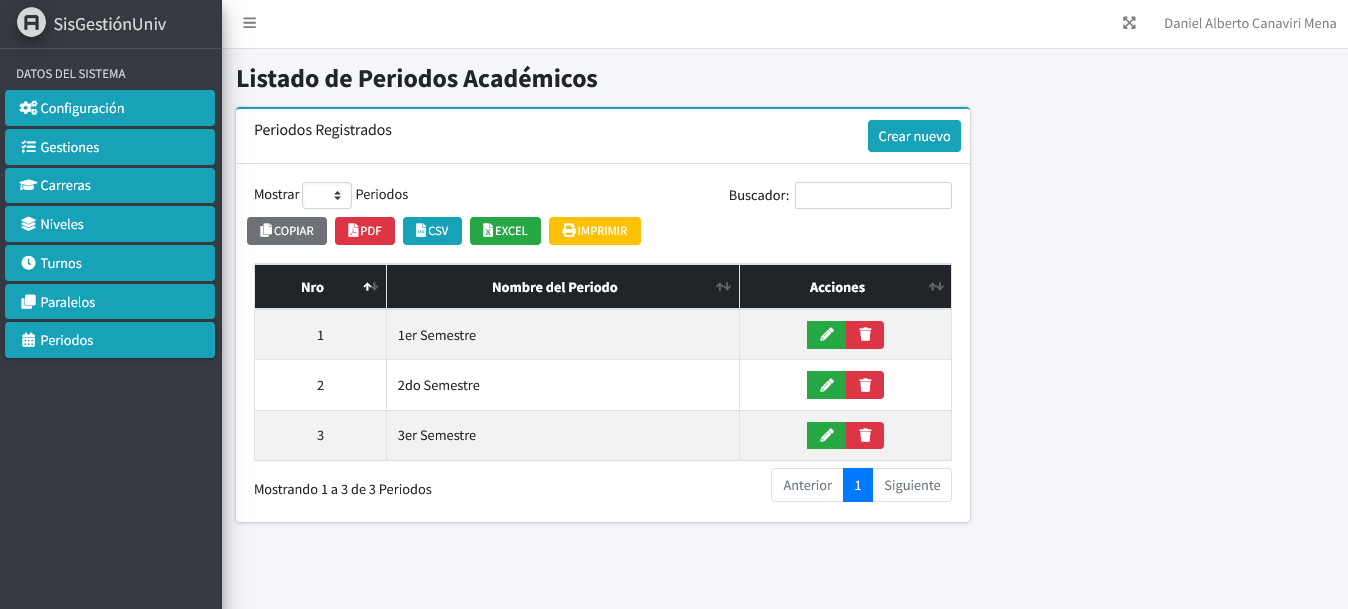 SisGestiónUniv
Daniel Alberto Canaviri Mena
DATOS DEL SISTEMA
Configuración
Gestiones
Carreras
Niveles
Turnos
Paralelos
Periodos
Listado de Periodos Académicos
Periodos Registrados
Crear nuevo
Mostrar Periodos
Buscador:
COPIAR PDF CSV EXCEL IMPRIMIR
Nro Nombre del Periodo Acciones
1 1er Semestre
2 2do Semestre
3 3er Semestre
Mostrando 1 a 3 de 3 Periodos
Anterior 1 Siguiente